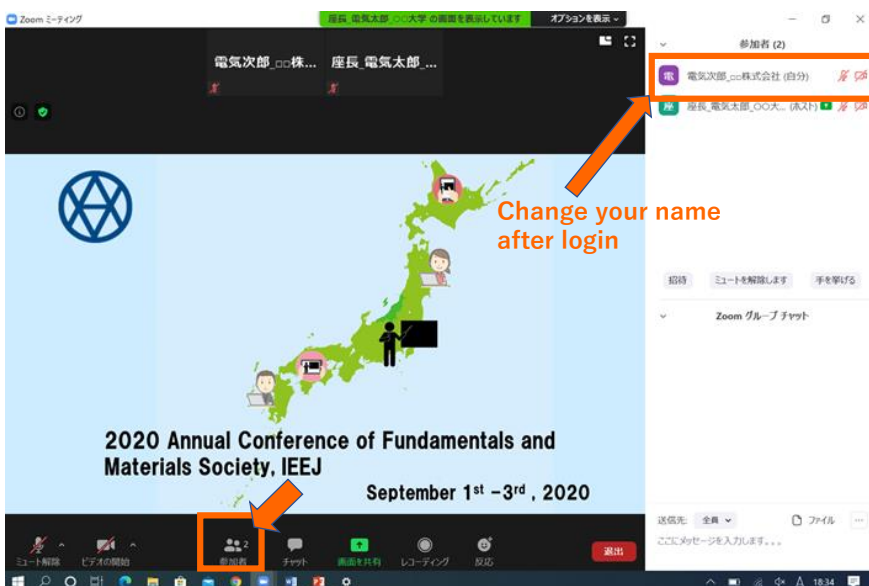 Zoom ミーティング
座長_電気太郎_○○大学 の画面を表示しています
オプションを表示
参加者 (2)
電気次郎_□□株...
座長_電気太郎_...
電
電気次郎_□□株式会社 (自分)
座
座長_電気太郎_○○大... (ホスト)
Change your name
after login
招待
ミュートを解除します
手を挙げる
Zoom グループ チャット
2020 Annual Conference of Fundamentals and
Materials Society, IEEJ
September 1st –3rd , 2020
送信先:
全員
ファイル
ここにメッセージを入力します。。。
ミュート解除
ビデオの開始
2
参加者
チャット
画面を共有
レコーディング
反応
退出
A
18:34